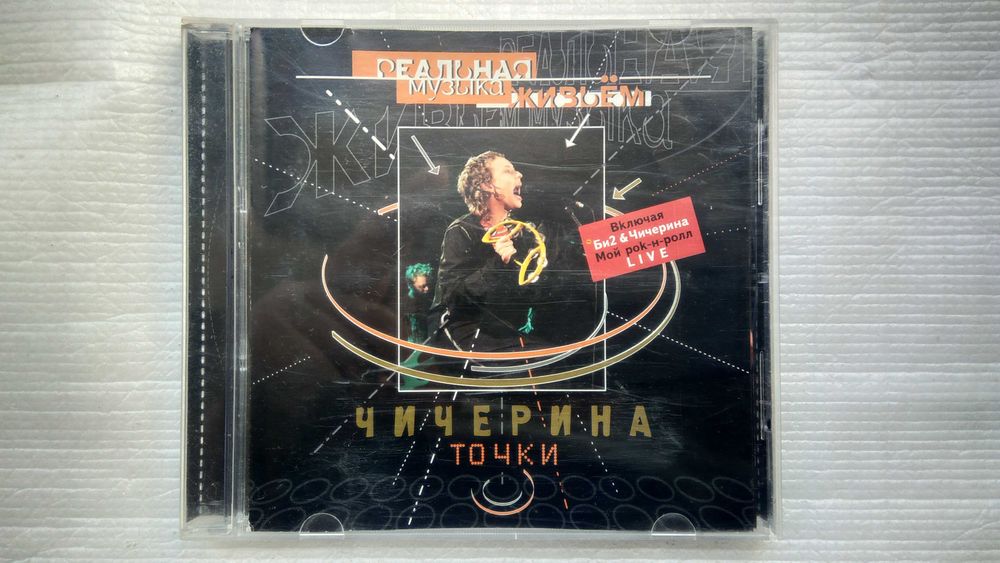 РЕАЛЬНАЯ
музыка
ЖИВЬЁМ
Включая
Би2 & Чичерина
Мой рок-н-ролл
LIVE
ЧИЧЕРИНА
ТОЧКИ